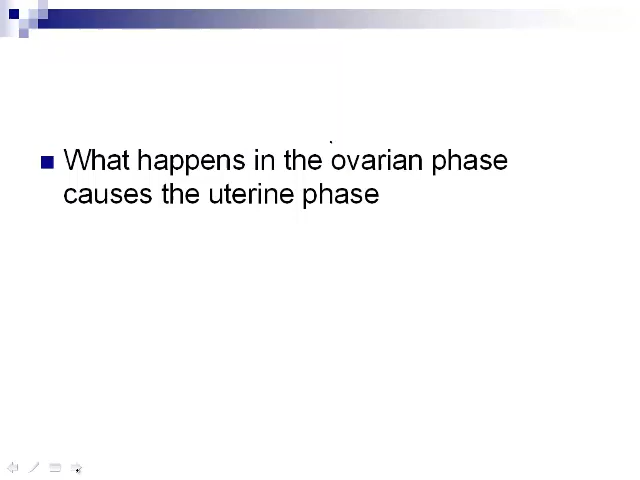 What happens in the ovarian phase
causes the uterine phase